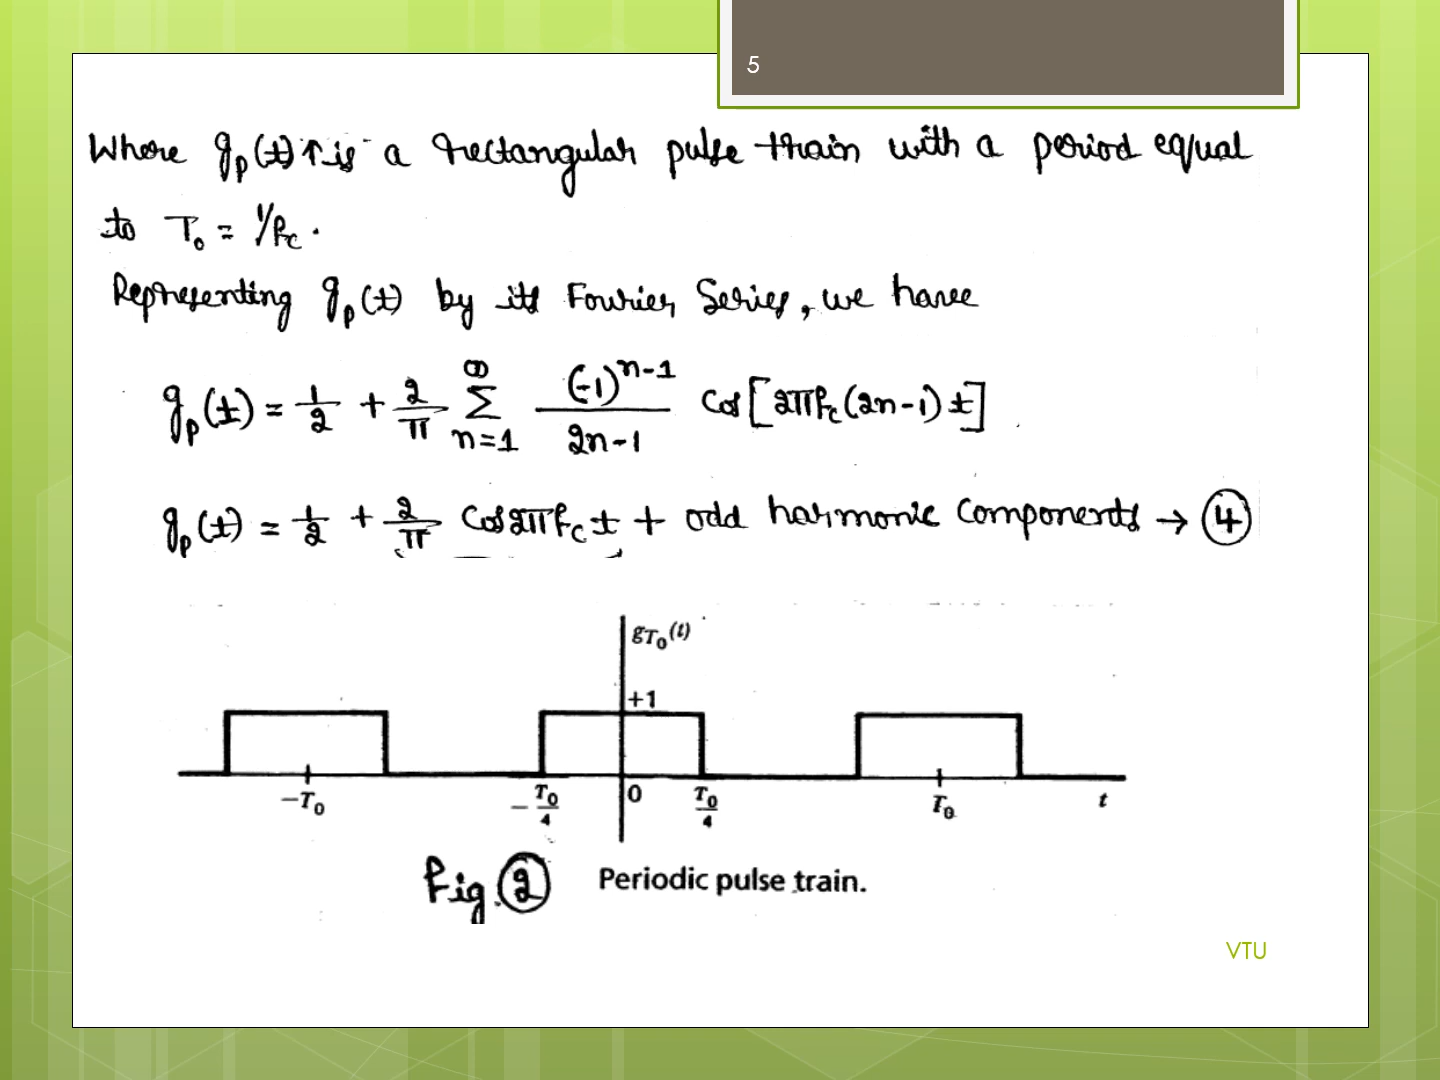 5
Where gp(t) is a rectangular pulse train with a period equal
to T₀ = 1/fc.
Representing gp(t) by its Fourier Series, we have
gp(t) = 1/2 + 2/π ∑_{n=1}^{∞} (-1)^{n-1}/(2n-1) cos[2πfc(2n-1)t]
gp(t) = 1/2 + 2/π cos2πfct + odd harmonic components → ④
gT₀(t)
+1
-T₀ -T₀/4 0 T₀/4 T₀ t
Fig. ② Periodic pulse train.
VTU